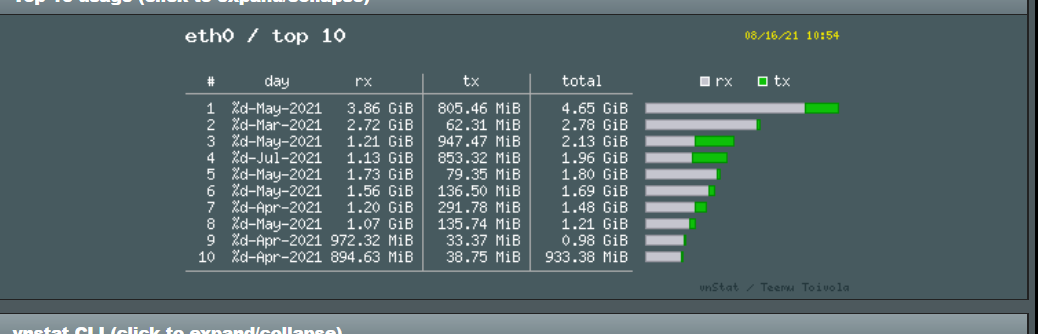 Top 10 usage (click to expand/collapse)
eth0 / top 10 08/16/21 10:54
# day rx tx total rx tx
1 %d-May-2021 3.86 GiB 805.46 MiB 4.65 GiB
2 %d-Mar-2021 2.72 GiB 62.31 MiB 2.78 GiB
3 %d-May-2021 1.21 GiB 947.47 MiB 2.13 GiB
4 %d-Jul-2021 1.13 GiB 853.32 MiB 1.96 GiB
5 %d-May-2021 1.73 GiB 79.35 MiB 1.80 GiB
6 %d-May-2021 1.56 GiB 136.50 MiB 1.69 GiB
7 %d-Apr-2021 1.20 GiB 291.78 MiB 1.48 GiB
8 %d-May-2021 1.07 GiB 135.74 MiB 1.21 GiB
9 %d-Apr-2021 972.32 MiB 33.37 MiB 0.98 GiB
10 %d-Apr-2021 894.63 MiB 38.75 MiB 933.38 MiB
vnStat / Teemu Toivola
vnstat CLI (click to expand/collapse)